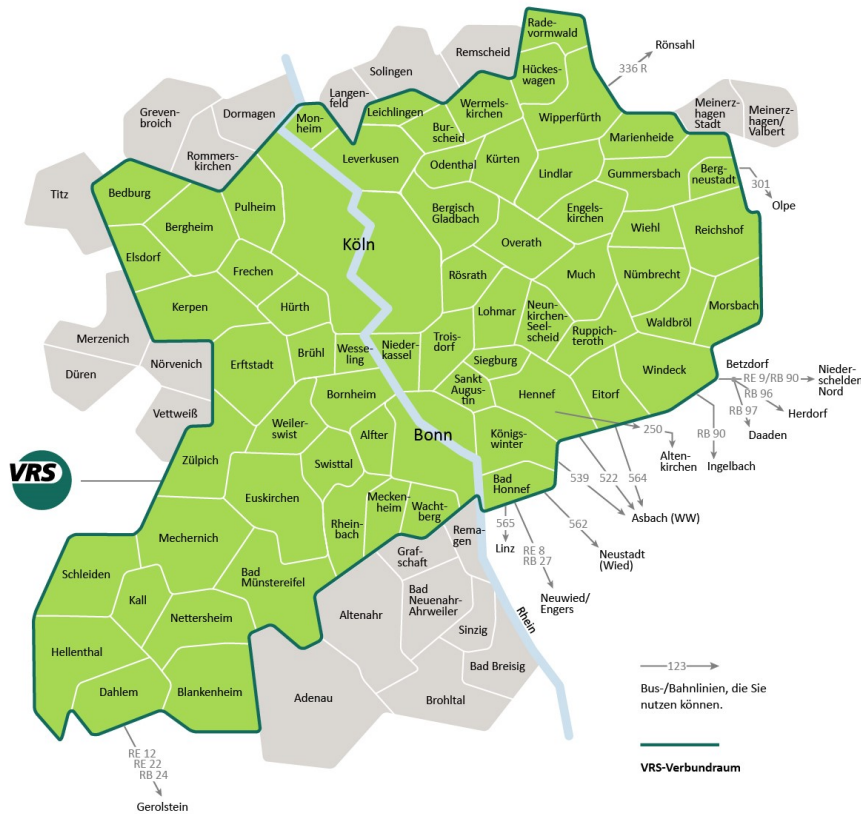 Rade-
vormwald
Rönsahl
336 R
Remscheid
Solingen
Hückes-
wagen
Langen-
feld
Meinerz-
hagen
Stadt
Meinerz-
hagen/
Valbert
Greven-
broich
Dormagen
Mon-
heim
Leichlingen
Wermels-
kirchen
Wipperfürth
Bur-
scheid
Marienheide
Rommers-
kirchen
Leverkusen
Odenthal
Kürten
Lindlar
Gummersbach
Berg-
neustadt
301
Olpe
Titz
Bedburg
Pulheim
Bergheim
Bergisch
Gladbach
Engels-
kirchen
Wiehl
Reichshof
Köln
Overath
Elsdorf
Frechen
Rösrath
Much
Nümbrecht
Kerpen
Hürth
Lohmar
Neun-
kirchen-
Seel-
scheid
Morsbach
Waldbröl
Merzenich
Ruppich-
teroth
Trois-
dorf
Wesse-
ling
Nieder-
kassel
Brühl
Erftstadt
Nörvenich
Düren
Siegburg
Windeck
Betzdorf
RE 9/RB 90
Nieder-
schelden
Nord
RB 96
Herdorf
RB 97
Daaden
RB 90
Ingelbach
Sankt
Augus-
tin
Hennef
Eitorf
Bornheim
Vettweiß
Weiler-
swist
Alfter
Bonn
Königs-
winter
250
Alten-
kirchen
Zülpich
Swisttal
539
522
564
Asbach (WW)
VRS
Euskirchen
Mecken-
heim
Wacht-
berg
Bad
Honnef
Rhein-
bach
Mechernich
Rema-
gen
565
Linz
562
Neustadt
(Wied)
RE 8
RB 27
Neuwied/
Engers
Schleiden
Kall
Bad
Münstereifel
Graf-
schaft
Nettersheim
Altenahr
Bad
Neuenahr-
Ahrweiler
Sinzig
Rhein
Hellenthal
Bad Breisig
Dahlem
Blankenheim
Adenau
Brohltal
123
Bus-/Bahnlinien, die Sie
nutzen können.
VRS-Verbundraum
RE 12
RE 22
RB 24
Gerolstein